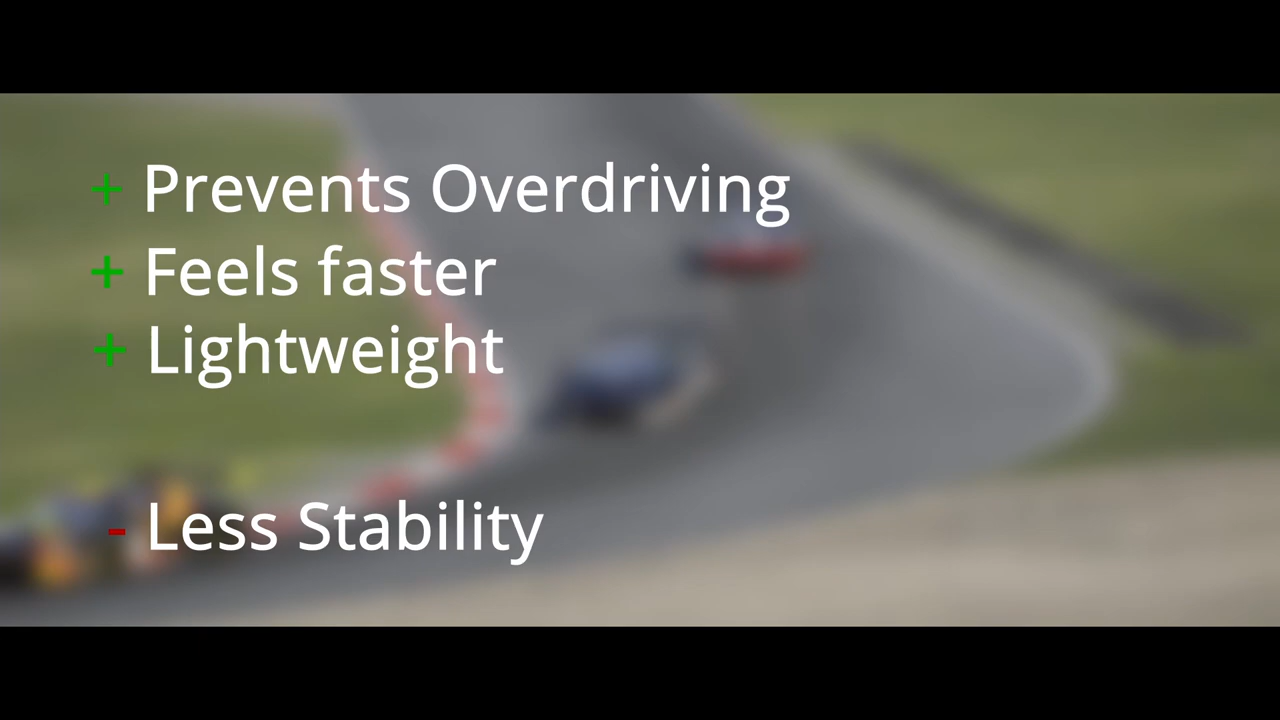 + Prevents Overdriving
+ Feels faster
+ Lightweight
- Less Stability